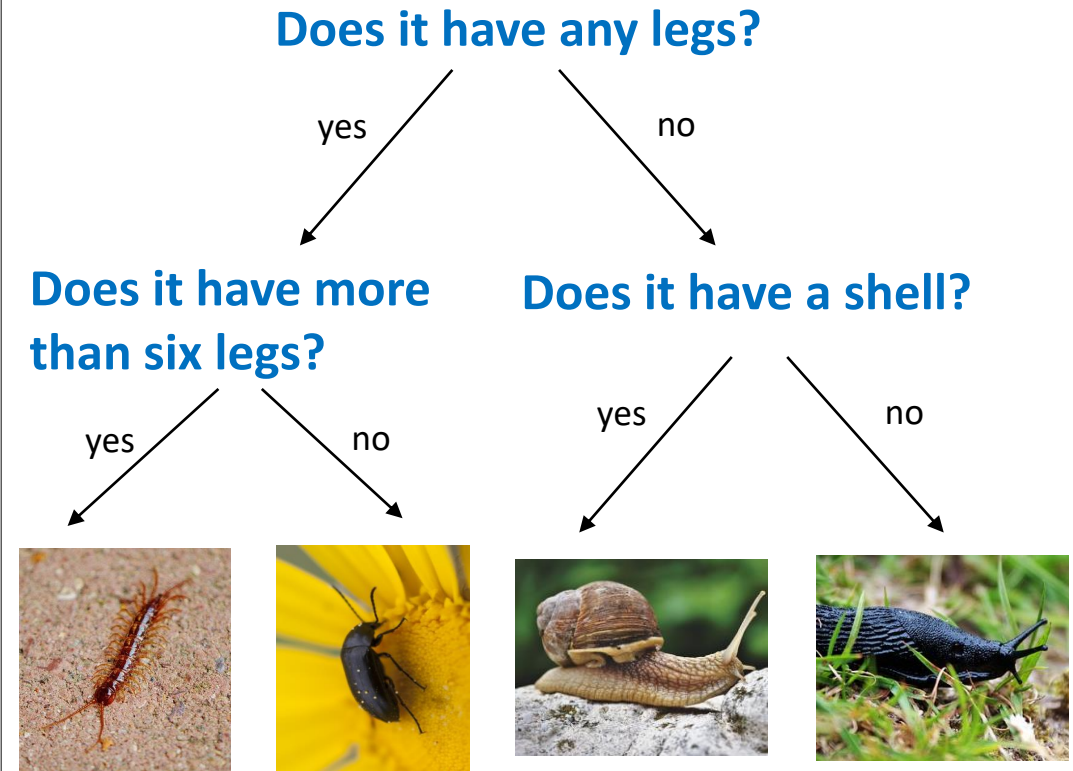 Does it have any legs?
yes
no
Does it have more
than six legs?
Does it have a shell?
yes
no
yes
no